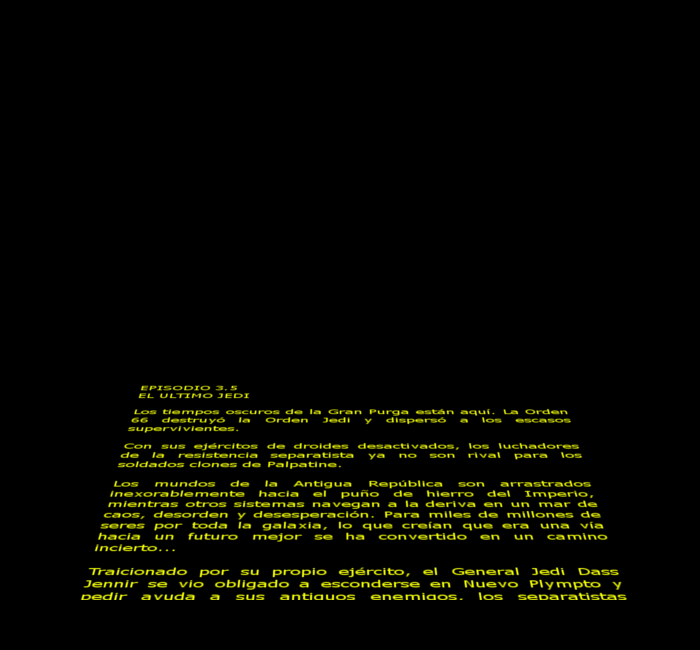 EPISODIO 3.5
EL ULTIMO JEDI
Los tiempos oscuros de la Gran Purga están aquí. La Orden
66 destruyó la Orden Jedi y dispersó a los escasos
supervivientes.
Con sus ejércitos de droides desactivados, los luchadores
de la resistencia separatista ya no son rival para los
soldados clones de Palpatine.
Los mundos de la Antigua República son arrastrados
inexorablemente hacia el puño de hierro del Imperio,
mientras otros sistemas navegan a la deriva en un mar de
caos, desorden y desesperación. Para miles de millones de
seres por toda la galaxia, lo que creían que era una vía
hacia un futuro mejor se ha convertido en un camino
incierto...
Traicionado por su propio ejército, el General Jedi Dass
Jennir se vio obligado a esconderse en Nuevo Plympto y
pedir ayuda a sus antiguos enemigos, los separatistas